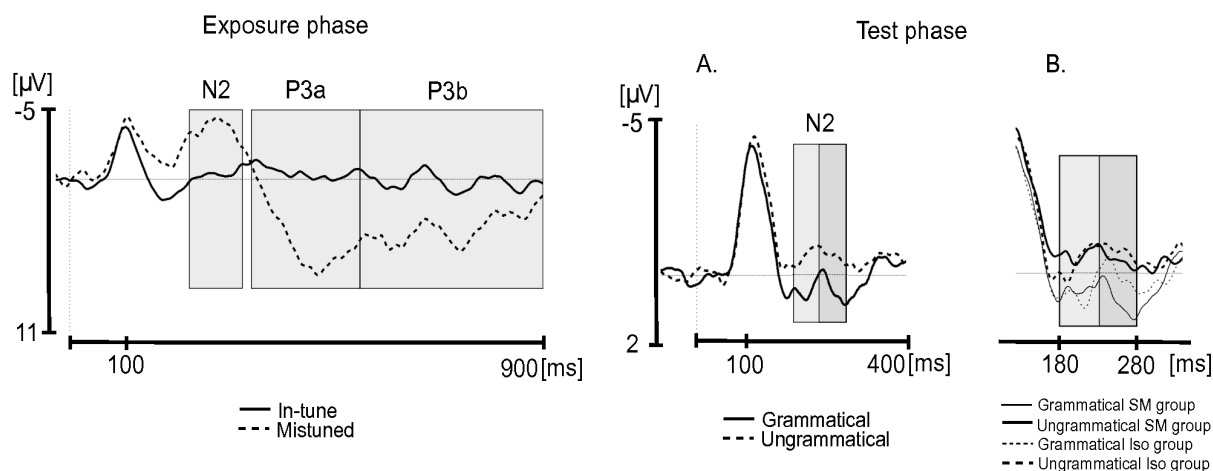 Exposure phase
Test phase
A.
B.
[µV]
N2
P3a
P3b
-5
11
100
900[ms]
In-tune
Mistuned
[µV]
-5
N2
2
100
400[ms]
Grammatical
Ungrammatical
180
280
[ms]
Grammatical SM group
Ungrammatical SM group
Grammatical Iso group
Ungrammatical Iso group